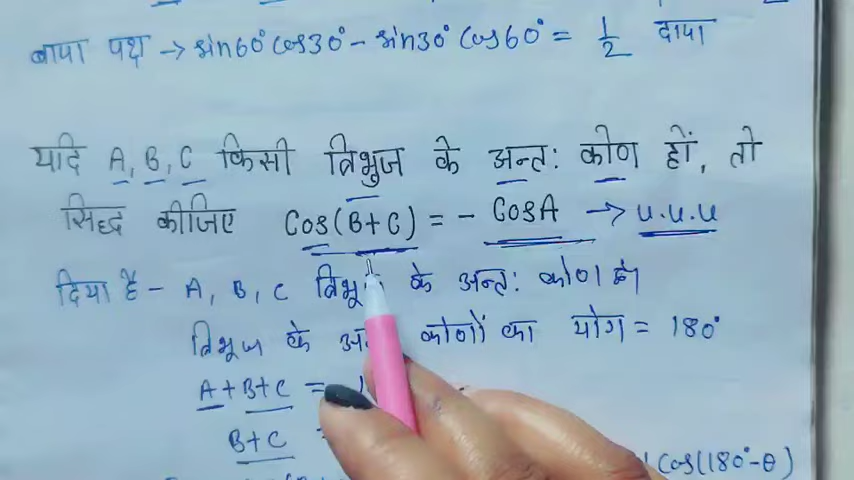 बायां पक्ष → sin60° cos30° - sin30° Cos60° = 1/2 दायां
यदि A, B, C किसी त्रिभुज के अन्त: कोण हों, तो
सिद्ध कीजिए Cos(B+C) = - CosA → U.U.U
दिया है - A, B, C के अन्त: कोण है।
त्रिभुज के कोणों का योग = 180°
A + B + C =
B+C
Cos(180°-θ)